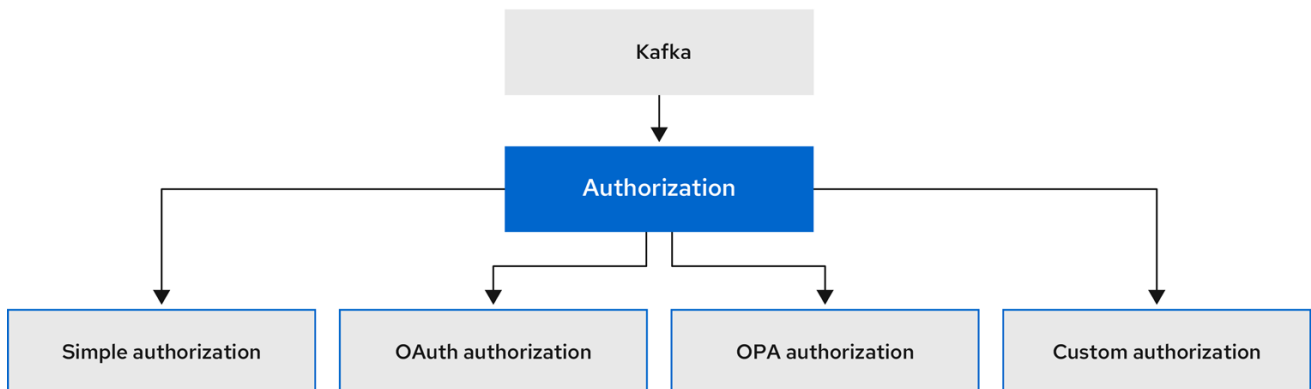 Kafka
Authorization
Simple authorization
OAuth authorization
OPA authorization
Custom authorization